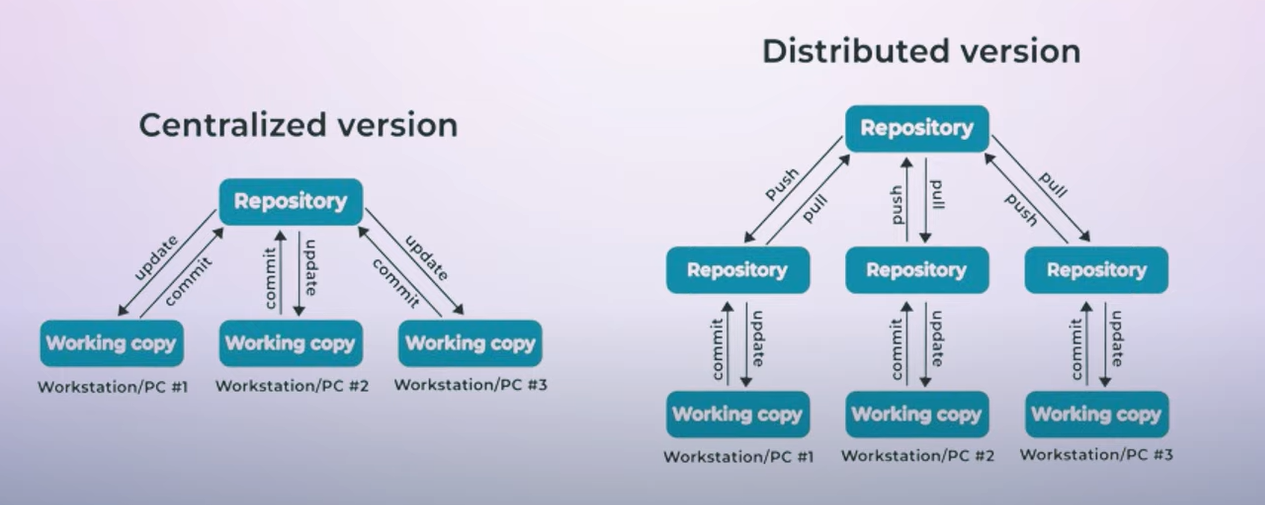 Centralized version
Repository
update
commit
commit
update
commit
update
Working copy
Working copy
Working copy
Workstation/PC #1
Workstation/PC #2
Workstation/PC #3
Distributed version
Repository
Push
pull
push
pull
push
pull
Repository
Repository
Repository
commit
update
commit
update
commit
update
Working copy
Working copy
Working copy
Workstation/PC #1
Workstation/PC #2
Workstation/PC #3